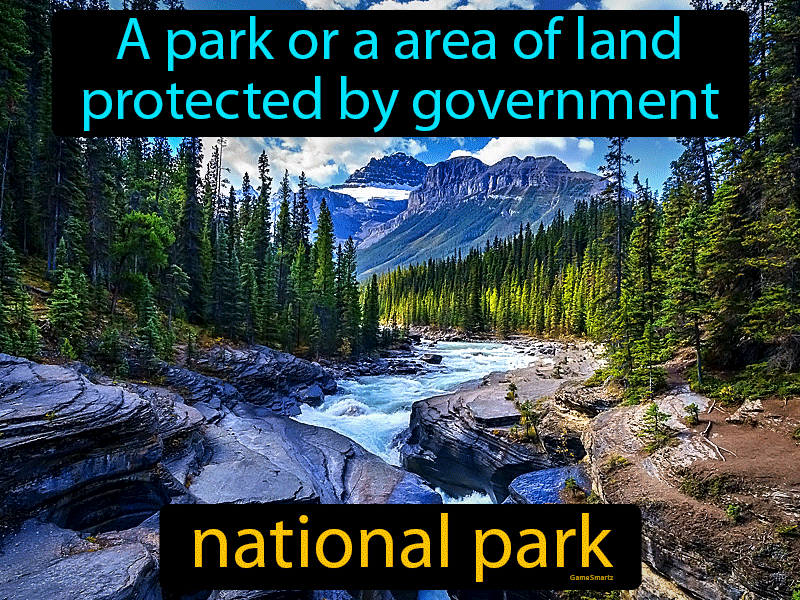 A park or a area of land
protected by government
national park
GameSmartz